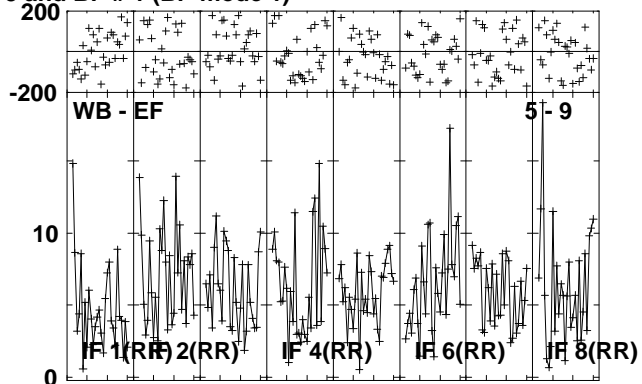 200
-200
WB - EF 5 - 9
10
IF 1(RR) 2(RR) IF 4(RR) IF 6(RR) IF 8(RR)
0